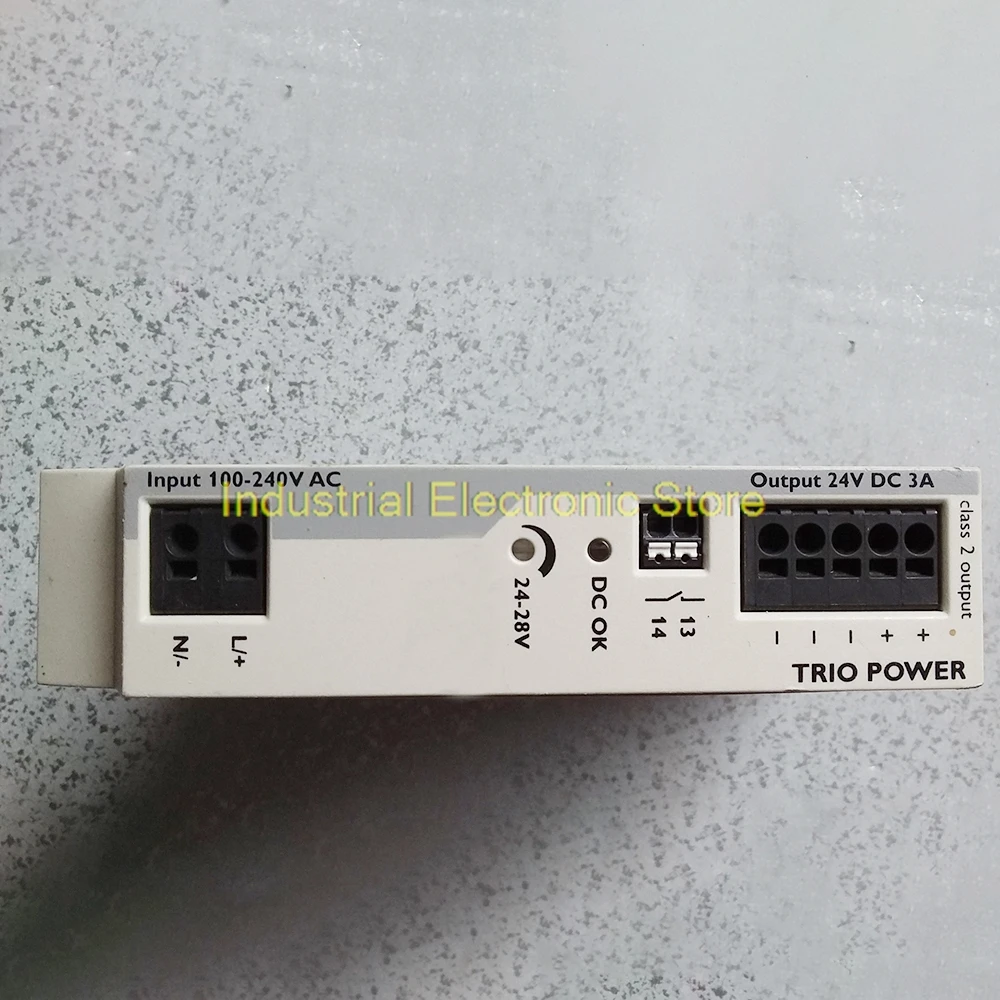 Input 100-240V AC
Output 24V DC 3A
Industrial Electronic Store
class 2 output
24-28V
DC OK
13
14
N/-
L/+
- - - + +
TRIO POWER